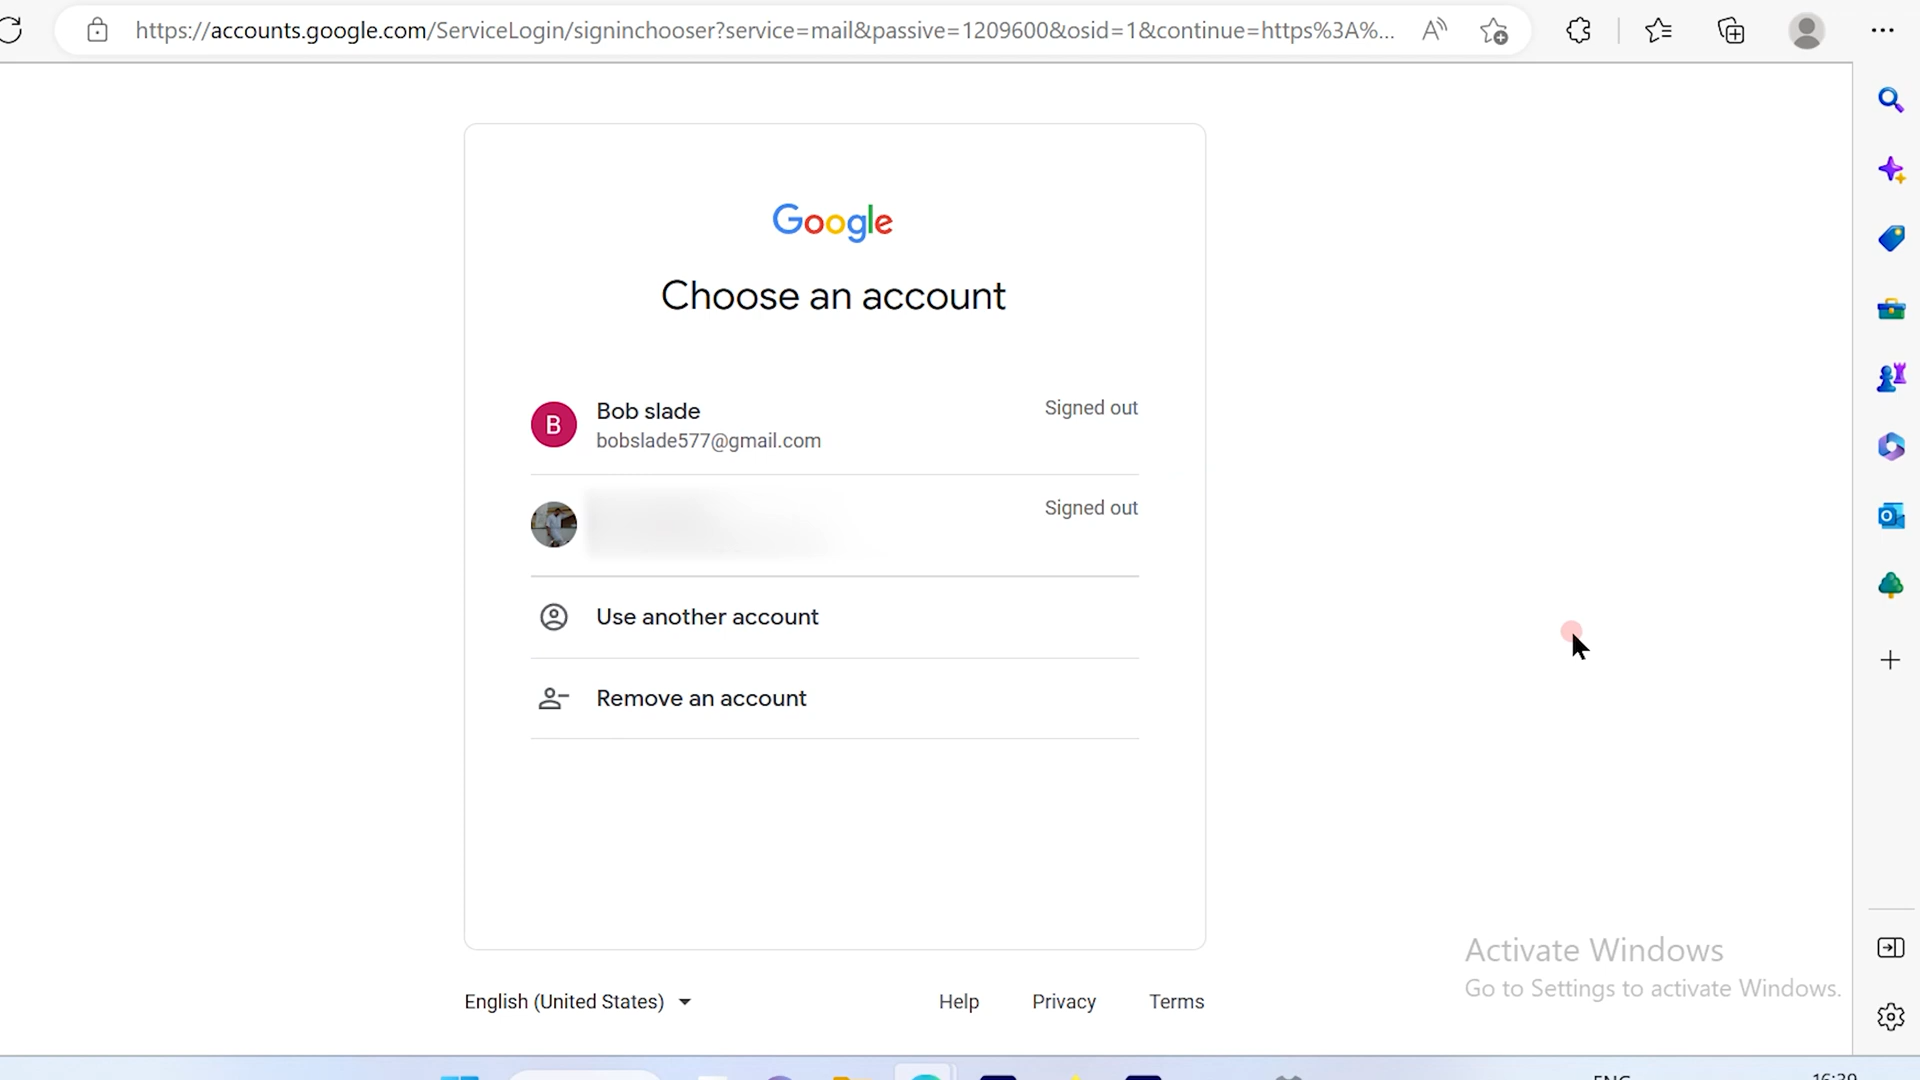 https://accounts.google.com/ServiceLogin/signinchooser?service=mail&passive=1209600&osid=1&continue=https%3A%...
Google
Choose an account
B
Bob slade
Signed out
bobslade577@gmail.com
Signed out
Use another account
Remove an account
Activate Windows
Go to Settings to activate Windows.
English (United States)
Help
Privacy
Terms